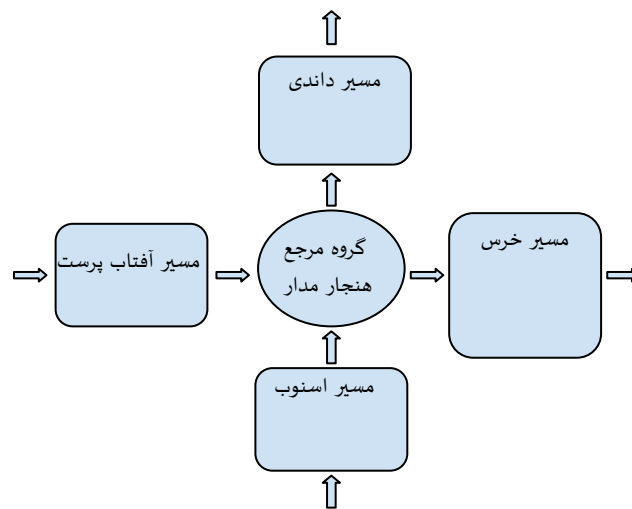 مسیر داندی
مسیر خرس
گروه مرجع
هنجار مدار
مسیر آفتاب پرست
مسیر اسنوب